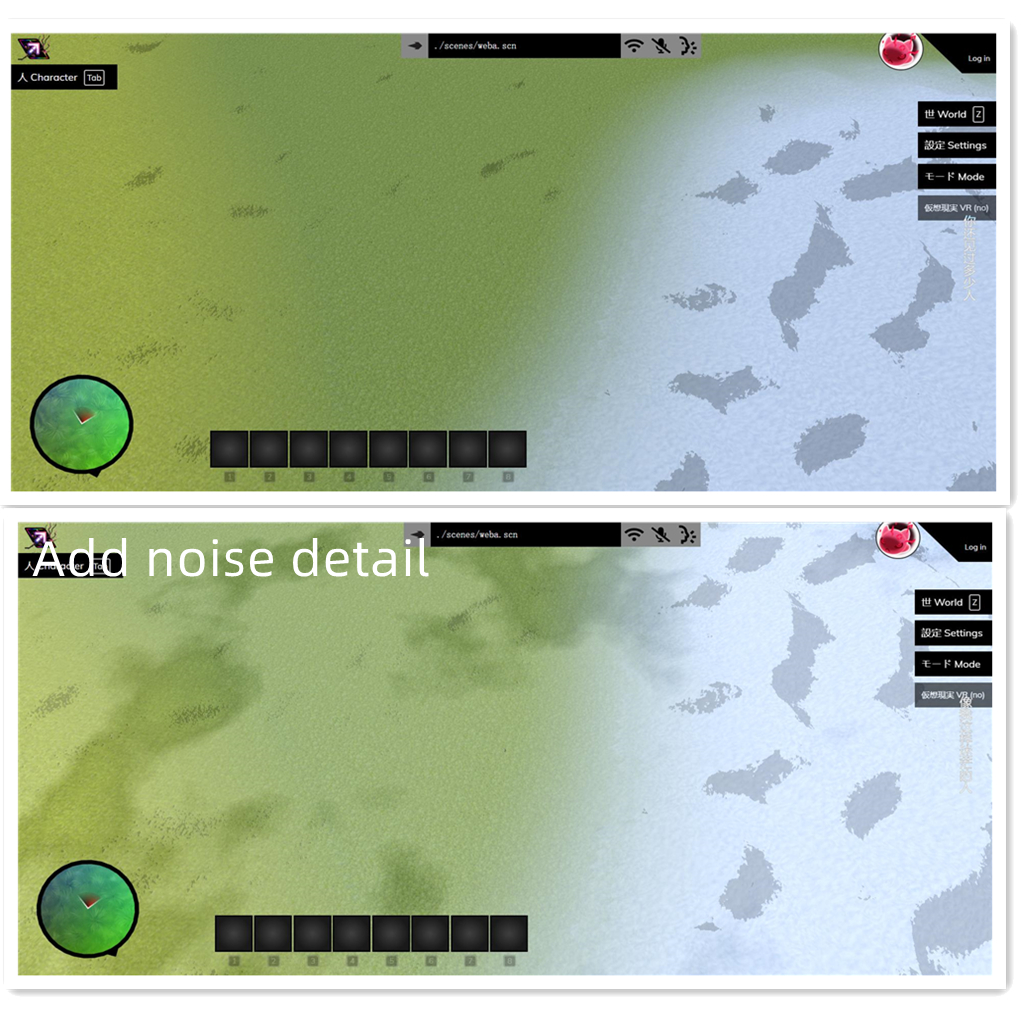 ./scenes/weba.scn
Log in
人 Character Tab
世 World Z
設定 Settings
モード Mode
仮想現実 VR (no)
1 2 3 4 5 6 7 8
./scenes/weba.scn
Add noise detail
Log in
世 World Z
設定 Settings
モード Mode
仮想現実 VR (no)
1 2 3 4 5 6 7 8